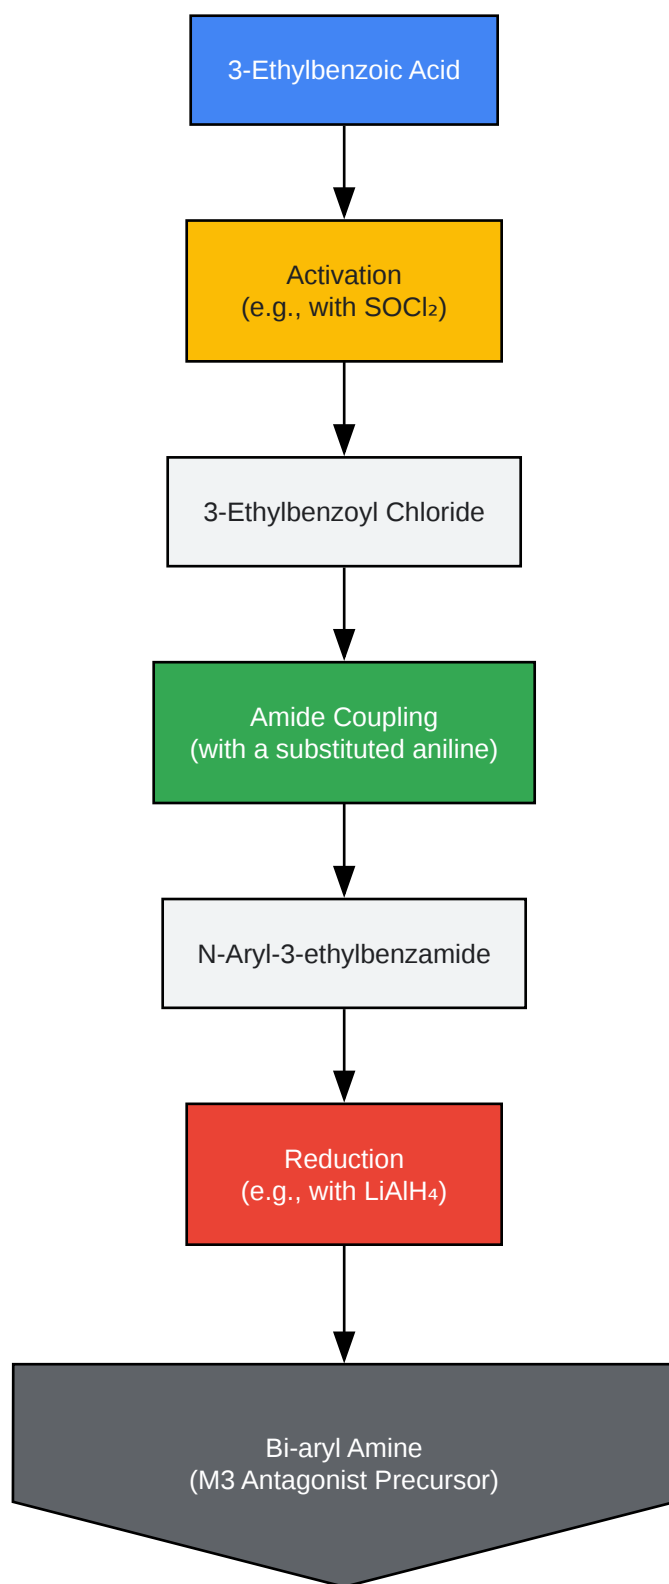 3-Ethylbenzoic Acid
Activation
(e.g., with SOCl₂)
3-Ethylbenzoyl Chloride
Amide Coupling
(with a substituted aniline)
N-Aryl-3-ethylbenzamide
Reduction
(e.g., with LiAlH₄)
Bi-aryl Amine
(M3 Antagonist Precursor)